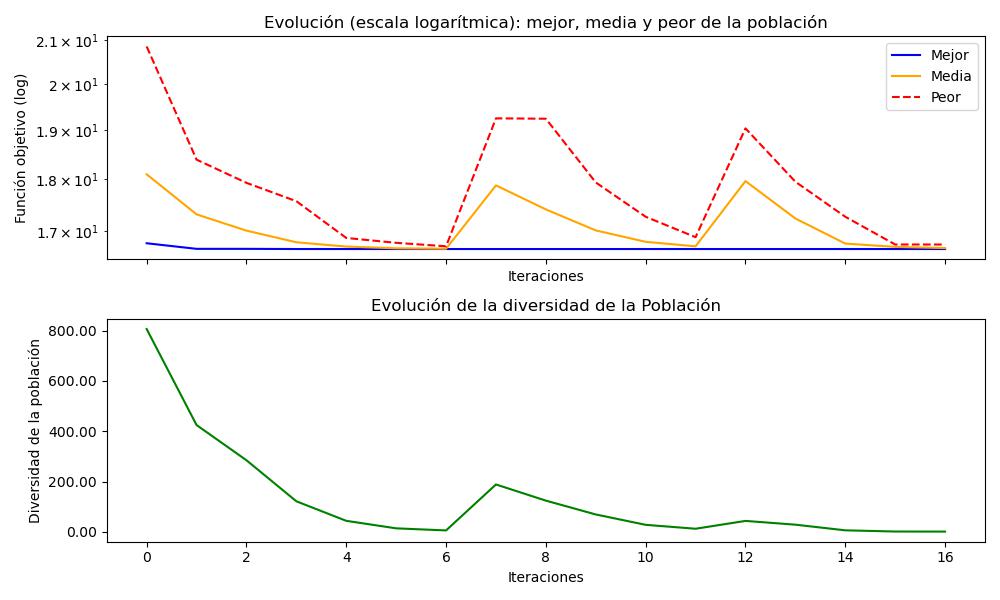 Evolución (escala logarítmica): mejor, media y peor de la población
Función objetivo (log)
2.1 × 10¹
2 × 10¹
1.9 × 10¹
1.8 × 10¹
1.7 × 10¹
Mejor
Media
Peor
Iteraciones
Evolución de la diversidad de la Población
Diversidad de la población
800.00
600.00
400.00
200.00
0.00
0 2 4 6 8 10 12 14 16
Iteraciones